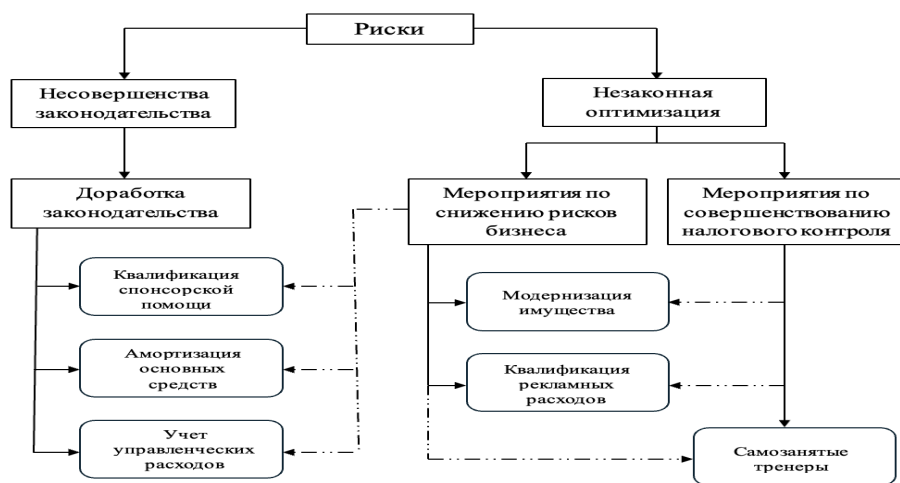 Риски
Несовершенства
законодательства
Незаконная
оптимизация
Доработка
законодательства
Мероприятия по
снижению рисков
бизнеса
Мероприятия по
совершенствованию
налогового контроля
Квалификация
спонсорской
помощи
Модернизация
имущества
Амортизация
основных
средств
Квалификация
рекламных
расходов
Учет
управленческих
расходов
Самозанятые
тренеры